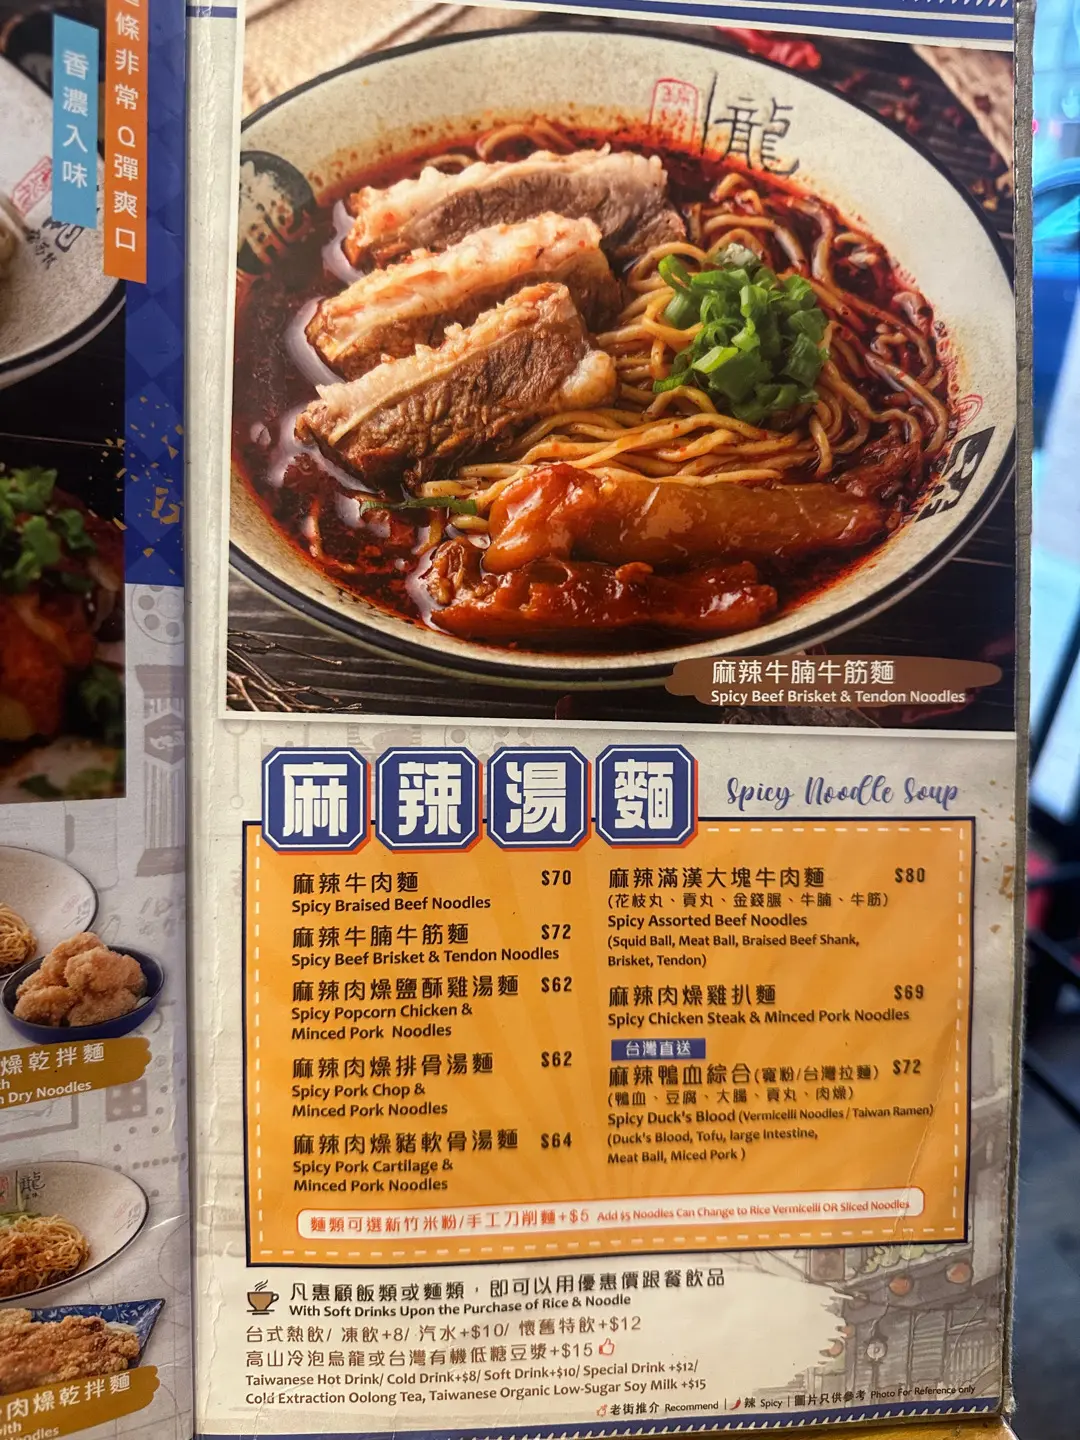 條非常Q彈爽口
香濃入味
龍
麻辣牛腩牛筋麵
Spicy Beef Brisket & Tendon Noodles
麻辣湯麵
Spicy Noodle Soup
麻辣牛肉麵 $70
Spicy Braised Beef Noodles
麻辣牛腩牛筋麵 $72
Spicy Beef Brisket & Tendon Noodles
麻辣肉燥鹽酥雞湯麵 $62
Spicy Popcorn Chicken &
Minced Pork Noodles
麻辣肉燥排骨湯麵 $62
Spicy Pork Chop &
Minced Pork Noodles
麻辣肉燥豬軟骨湯麵 $64
Spicy Pork Cartilage &
Minced Pork Noodles
麻辣滿漢大塊牛肉麵 $80
(花枝丸、貢丸、金錢𦟌、牛腩、牛筋)
Spicy Assorted Beef Noodles
(Squid Ball, Meat Ball, Braised Beef Shank,
Brisket, Tendon)
麻辣肉燥雞扒麵 $69
Spicy Chicken Steak & Minced Pork Noodles
台灣直送
麻辣鴨血綜合(寬粉/台灣拉麵) $72
(鴨血、豆腐、大腸、貢丸、肉燥)
Spicy Duck's Blood (Vermicelli Noodles / Taiwan Ramen)
(Duck's Blood, Tofu, large Intestine,
Meat Ball, Miced Pork )
麵類可選新竹米粉/手工刀削麵+$5 Add $5 Noodles Can Change to Rice Vermicelli OR Sliced Noodles
凡惠顧飯類或麵類，即可以用優惠價跟餐飲品
With Soft Drinks Upon the Purchase of Rice & Noodle
台式熱飲/ 凍飲+8/ 汽水+$10/ 懷舊特飲+$12
高山冷泡烏龍或台灣有機低糖豆漿+$15
Taiwanese Hot Drink/ Cold Drink+$8/ Soft Drink+$10/ Special Drink +$12/
Cold Extraction Oolong Tea, Taiwanese Organic Low-Sugar Soy Milk +$15
老街推介 Recommend | 辣 Spicy | 圖片只供參考 Photo For Reference only
燥乾拌麵
Dry Noodles
龍
肉燥乾拌麵